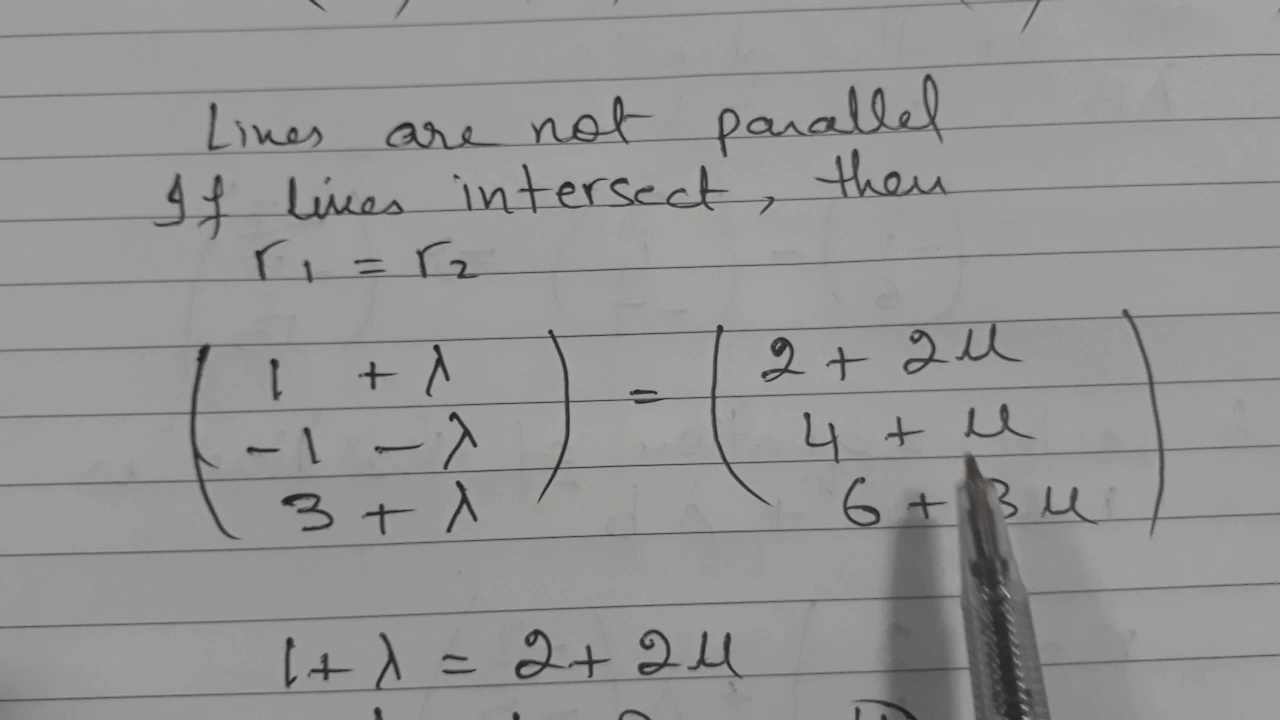 Lines are not parallel
If lines intersect, then
r₁ = r₂
( 1 + λ ) = ( 2 + 2μ )
( -1 - λ ) ( 4 + μ )
( 3 + λ ) ( 6 + 3μ )
1 + λ = 2 + 2μ